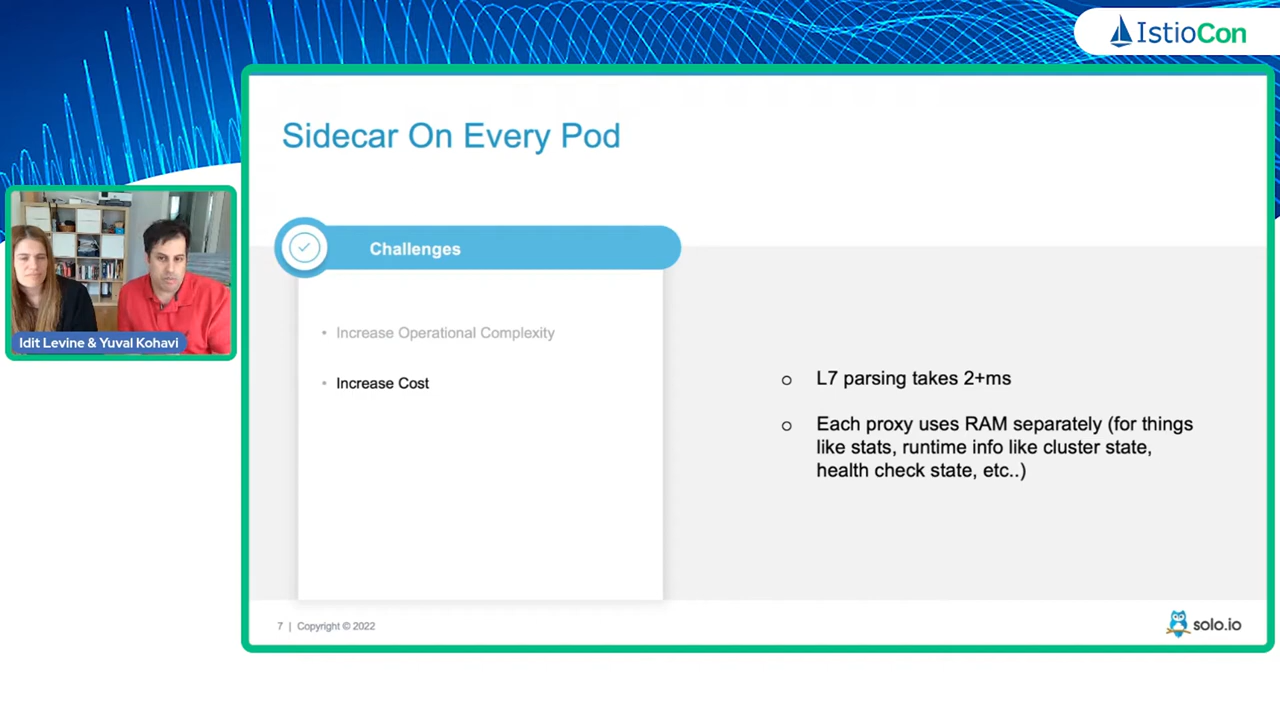 IstioCon
Sidecar On Every Pod
Challenges
• Increase Operational Complexity
• Increase Cost
o L7 parsing takes 2+ms
o Each proxy uses RAM separately (for things
like stats, runtime info like cluster state,
health check state, etc..)
Idit Levine & Yuval Kohavi
7 | Copyright © 2022
solo.io